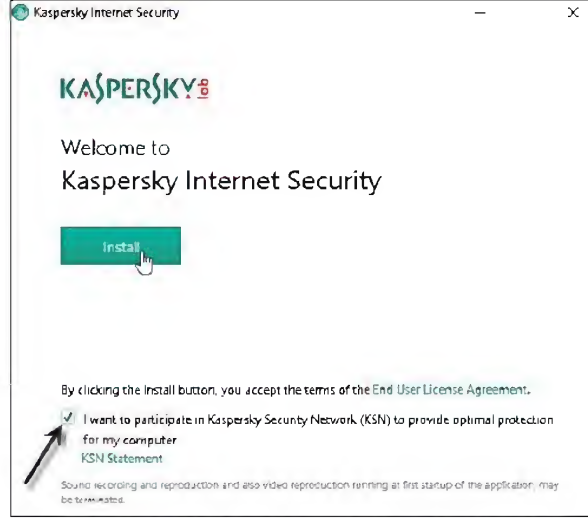 Kaspersky Internet Security
KASPERSKY lab
Welcome to
Kaspersky Internet Security
Install
By clicking the Install button, you accept the terms of the End User License Agreement.
I want to participate in Kaspersky Security Network (KSN) to provide optimal protection
for my computer
KSN Statement
Sound recording and reproduction and also video reproduction running at first startup of the application, may
be terminated.